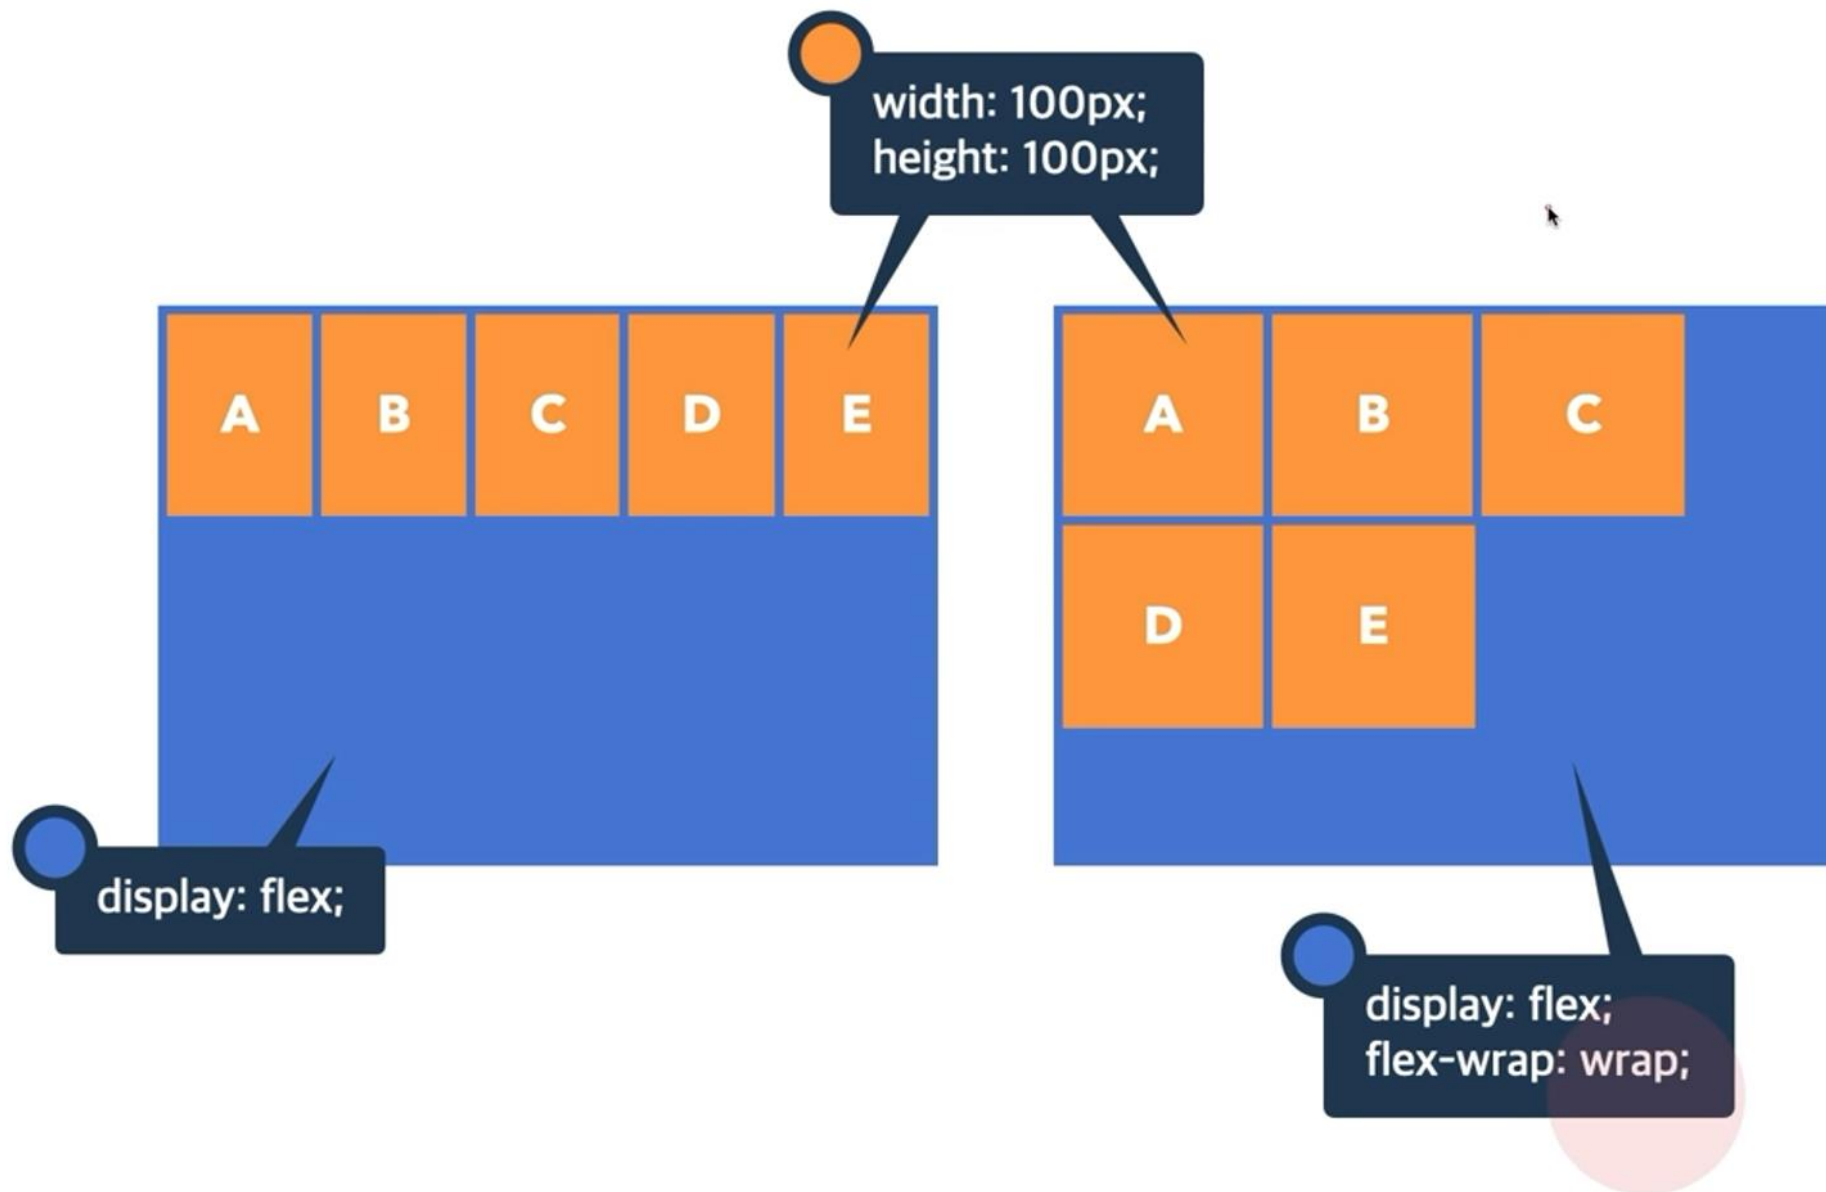 width: 100px;
height: 100px;
A B C D E
A B C
D E
display: flex;
display: flex;
flex-wrap: wrap;